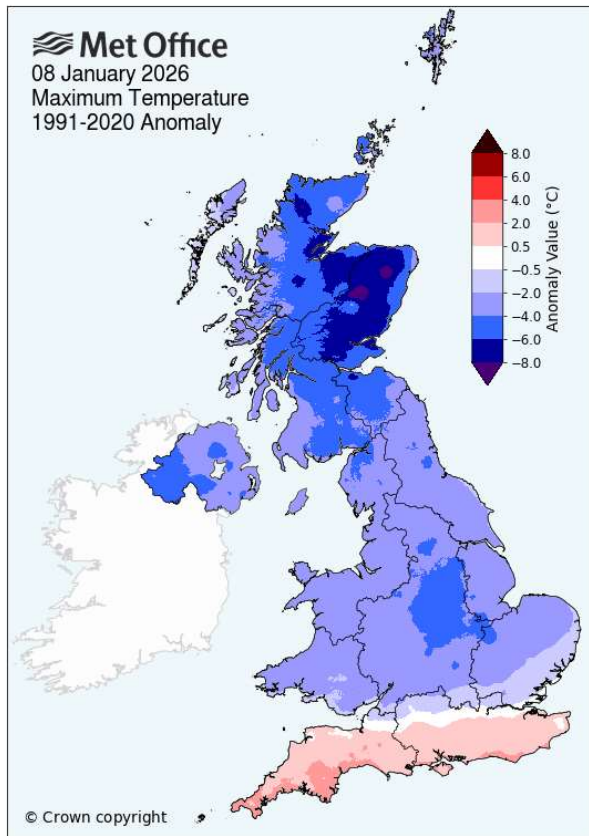 Met Office
08 January 2026
Maximum Temperature
1991-2020 Anomaly
8.0
6.0
4.0
2.0
0.5
−0.5
−2.0
−4.0
−6.0
−8.0
Anomaly Value (°C)
© Crown copyright